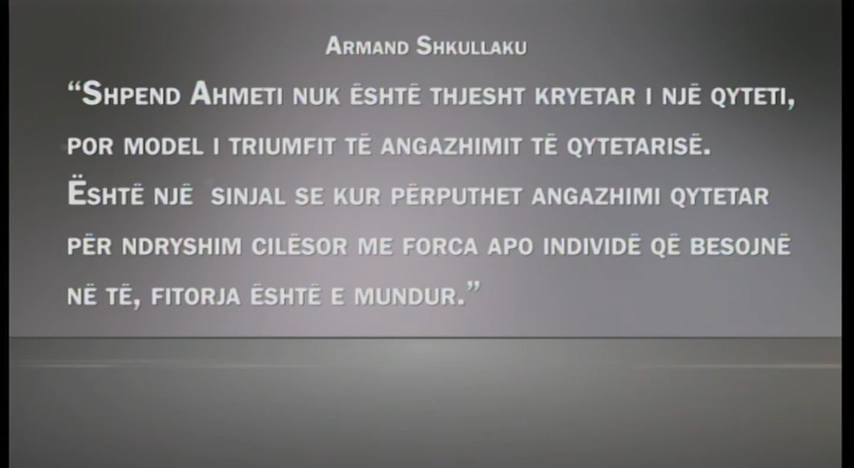 ARMAND SHKULLAKU
“SHPEND AHMETI NUK ËSHTË THJESHT KRYETAR I NJË QYTETI,
POR MODEL I TRIUMFIT TË ANGAZHIMIT TË QYTETARISË.
ËSHTË NJË SINJAL SE KUR PËRPUTHET ANGAZHIMI QYTETAR
PËR NDRYSHIM CILËSOR ME FORCA APO INDIVIDË QË BESOJNË
NË TË, FITORJA ËSHTË E MUNDUR.”